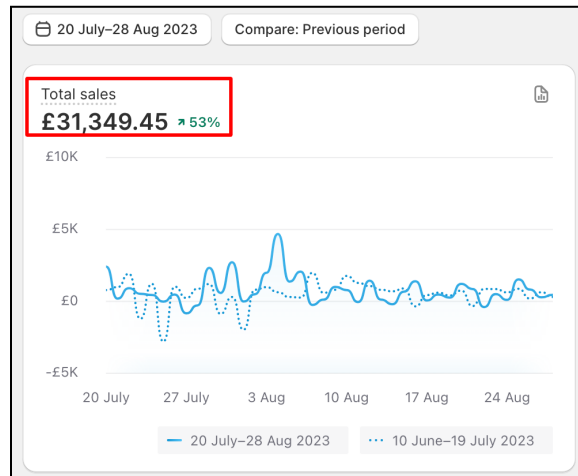 20 July–28 Aug 2023 Compare: Previous period
Total sales
£31,349.45 ↗ 53%
£10K
£5K
£0
-£5K
20 July 27 July 3 Aug 10 Aug 17 Aug 24 Aug
20 July–28 Aug 2023 10 June–19 July 2023